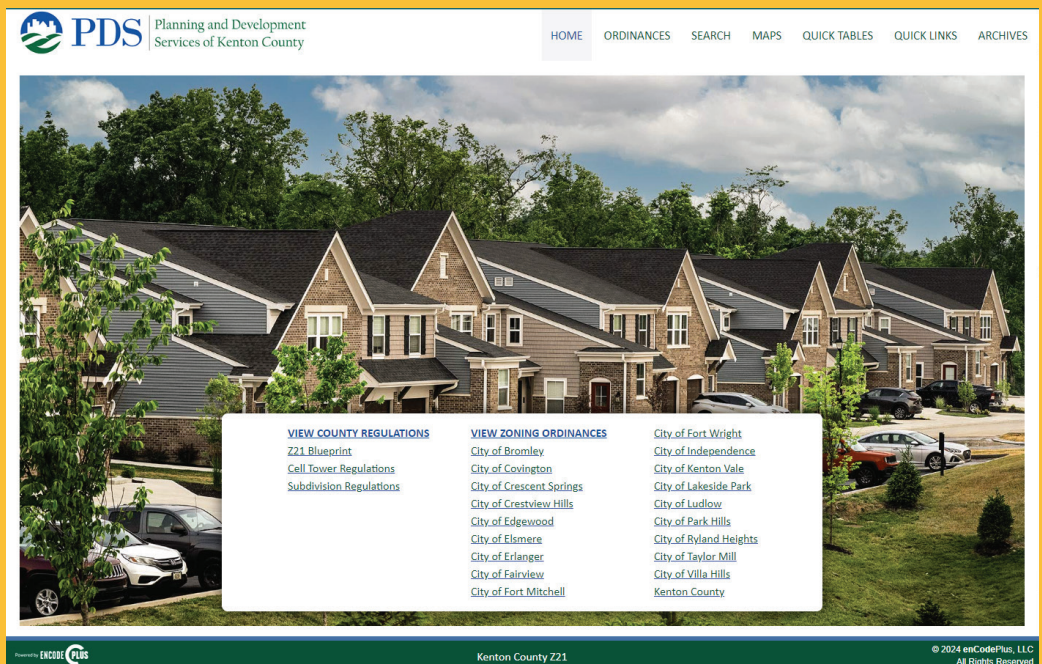 PDS
Planning and Development
Services of Kenton County
HOME ORDINANCES SEARCH MAPS QUICK TABLES QUICK LINKS ARCHIVES
VIEW COUNTY REGULATIONS
Z21 Blueprint
Cell Tower Regulations
Subdivision Regulations
VIEW ZONING ORDINANCES
City of Bromley
City of Covington
City of Crescent Springs
City of Crestview Hills
City of Edgewood
City of Elsmere
City of Erlanger
City of Fairview
City of Fort Mitchell
City of Fort Wright
City of Independence
City of Kenton Vale
City of Lakeside Park
City of Ludlow
City of Park Hills
City of Ryland Heights
City of Taylor Mill
City of Villa Hills
Kenton County
Powered by ENCODE PLUS
Kenton County Z21
© 2024 enCodePlus, LLC
All Rights Reserved